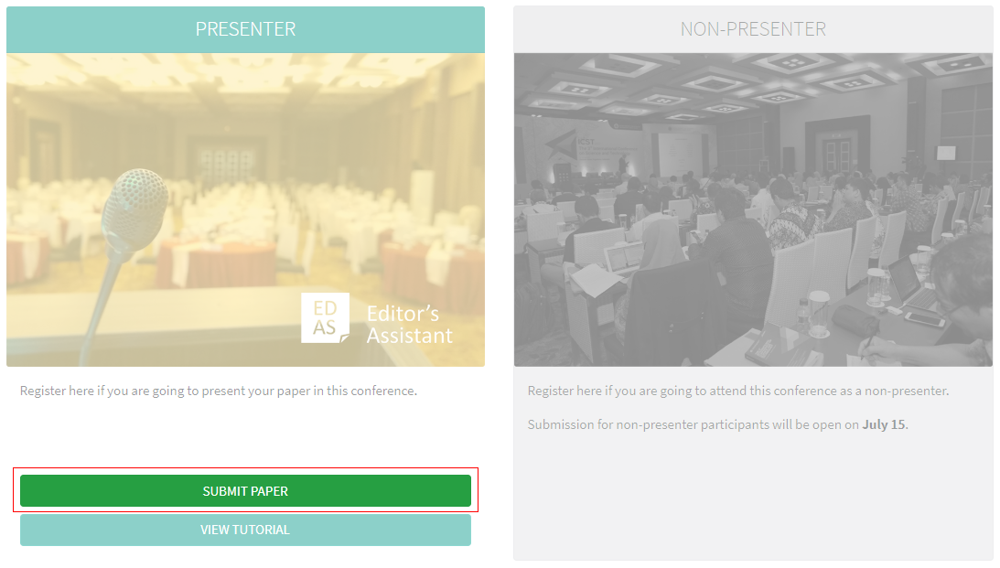 PRESENTER
ED
AS
Editor's
Assistant
Register here if you are going to present your paper in this conference.
SUBMIT PAPER
VIEW TUTORIAL
NON-PRESENTER
ICST
Register here if you are going to attend this conference as a non-presenter.
Submission for non-presenter participants will be open on July 15.